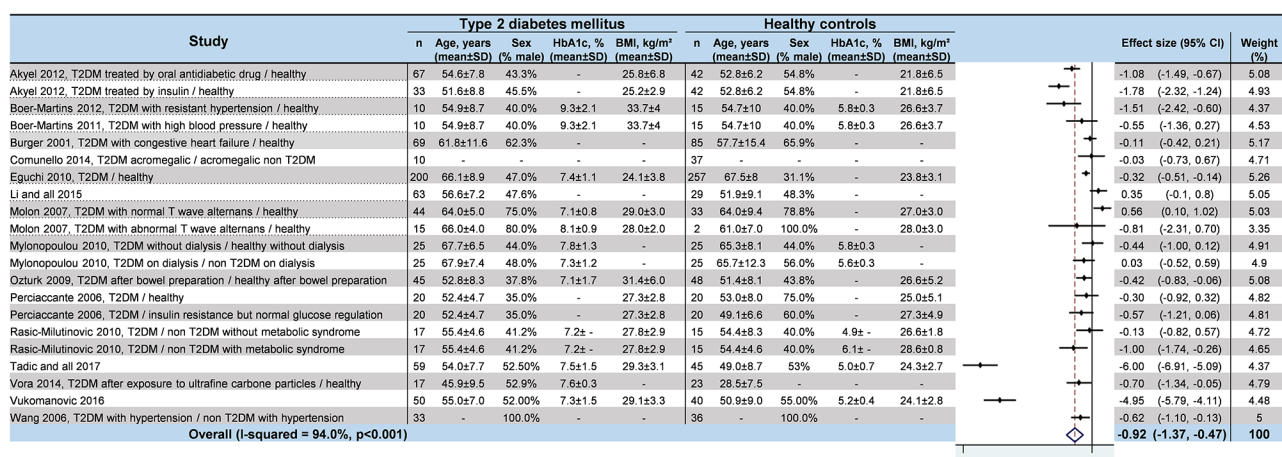 Type 2 diabetes mellitus Healthy controls
Study n Age, years (mean±SD) Sex (% male) HbA1c, % (mean±SD) BMI, kg/m² (mean±SD) n Age, years (mean±SD) Sex (% male) HbA1c, % (mean±SD) BMI, kg/m² (mean±SD) Effect size (95% CI) Weight (%)
Akyel 2012, T2DM treated by oral antidiabetic drug / healthy 67 54.6±7.8 43.3% - 25.8±6.8 42 52.8±6.2 54.8% - 21.8±6.5 -1.08 (-1.49, -0.67) 5.08
Akyel 2012, T2DM treated by insulin / healthy 33 51.6±8.8 45.5% - 25.2±2.9 42 52.8±6.2 54.8% - 21.8±6.5 -1.78 (-2.32, -1.24) 4.93
Boer-Martins 2012, T2DM with resistant hypertension / healthy 10 54.9±8.7 40.0% 9.3±2.1 33.7±4 15 54.7±10 40.0% 5.8±0.3 26.6±3.7 -1.51 (-2.42, -0.60) 4.37
Boer-Martins 2011, T2DM with high blood pressure / healthy 10 54.9±8.7 40.0% 9.3±2.1 33.7±4 15 54.7±10 40.0% 5.8±0.3 26.6±3.7 -0.55 (-1.36, 0.27) 4.53
Burger 2001, T2DM with congestive heart failure / healthy 69 61.8±11.6 62.3% - - 85 57.7±15.4 65.9% - - -0.11 (-0.42, 0.21) 5.17
Comunello 2014, T2DM acromegalic / acromegalic non T2DM 10 - - - - 37 - - - - -0.03 (-0.73, 0.67) 4.71
Eguchi 2010, T2DM / healthy 200 66.1±8.9 47.0% 7.4±1.1 24.1±3.8 257 67.5±8 31.1% - 23.8±3.1 -0.32 (-0.51, -0.14) 5.26
Li and all 2015 63 56.6±7.2 47.6% - - 29 51.9±9.1 48.3% - - 0.35 (-0.1, 0.8) 5.05
Molon 2007, T2DM with normal T wave alternans / healthy 44 64.0±5.0 75.0% 7.1±0.8 29.0±3.0 33 64.0±9.4 78.8% - 27.0±3.0 0.56 (0.10, 1.02) 5.03
Molon 2007, T2DM with abnormal T wave alternans / healthy 15 66.0±4.0 80.0% 8.1±0.9 28.0±2.0 2 61.0±7.0 100.0% - 28.0±3.0 -0.81 (-2.31, 0.70) 3.35
Mylonopoulou 2010, T2DM without dialysis / healthy without dialysis 25 67.7±6.5 44.0% 7.8±1.3 - 25 65.3±8.1 44.0% 5.8±0.3 - -0.44 (-1.00, 0.12) 4.91
Mylonopoulou 2010, T2DM on dialysis / non T2DM on dialysis 25 67.9±7.4 48.0% 7.3±1.2 - 25 65.7±12.3 56.0% 5.6±0.3 - 0.03 (-0.52, 0.59) 4.9
Ozturk 2009, T2DM after bowel preparation / healthy after bowel preparation 45 52.8±8.3 37.8% 7.1±1.7 31.4±6.0 48 51.4±8.1 43.8% - 26.6±5.2 -0.42 (-0.83, -0.06) 5.08
Perciaccante 2006, T2DM / healthy 20 52.4±4.7 35.0% - 27.3±2.8 20 53.0±8.0 75.0% - 25.0±5.1 -0.30 (-0.92, 0.32) 4.82
Perciaccante 2006, T2DM / insulin resistance but normal glucose regulation 20 52.4±4.7 35.0% - 27.3±2.8 20 49.1±6.6 60.0% - 27.3±4.9 -0.57 (-1.21, 0.06) 4.81
Rasic-Milutinovic 2010, T2DM / non T2DM without metabolic syndrome 17 55.4±4.6 41.2% 7.2± - 27.8±2.9 15 54.4±8.3 40.0% 4.9± - 26.6±1.8 -0.13 (-0.82, 0.57) 4.72
Rasic-Milutinovic 2010, T2DM / non T2DM with metabolic syndrome 17 55.4±4.6 41.2% 7.2± - 27.8±2.9 15 54.4±4.6 40.0% 6.1± - 28.6±0.8 -1.00 (-1.74, -0.26) 4.65
Tadic and all 2017 59 54.0±7.7 52.50% 7.5±1.5 29.3±3.1 45 49.0±8.7 53% 5.0±0.7 24.3±2.7 -6.00 (-6.91, -5.09) 4.37
Vora 2014, T2DM after exposure to ultrafine carbone particles / healthy 17 45.9±9.5 52.9% 7.6±0.3 - 23 28.5±7.5 - - - -0.70 (-1.34, -0.05) 4.79
Vukomanovic 2016 50 55.0±7.0 52.00% 7.3±1.5 29.1±3.3 40 50.9±9.0 55.00% 5.2±0.4 24.1±2.8 -4.95 (-5.79, -4.11) 4.48
Wang 2006, T2DM with hypertension / non T2DM with hypertension 33 - 100.0% - - 36 - 100.0% - - -0.62 (-1.10, -0.13) 5
Overall (I-squared = 94.0%, p<0.001) -0.92 (-1.37, -0.47) 100